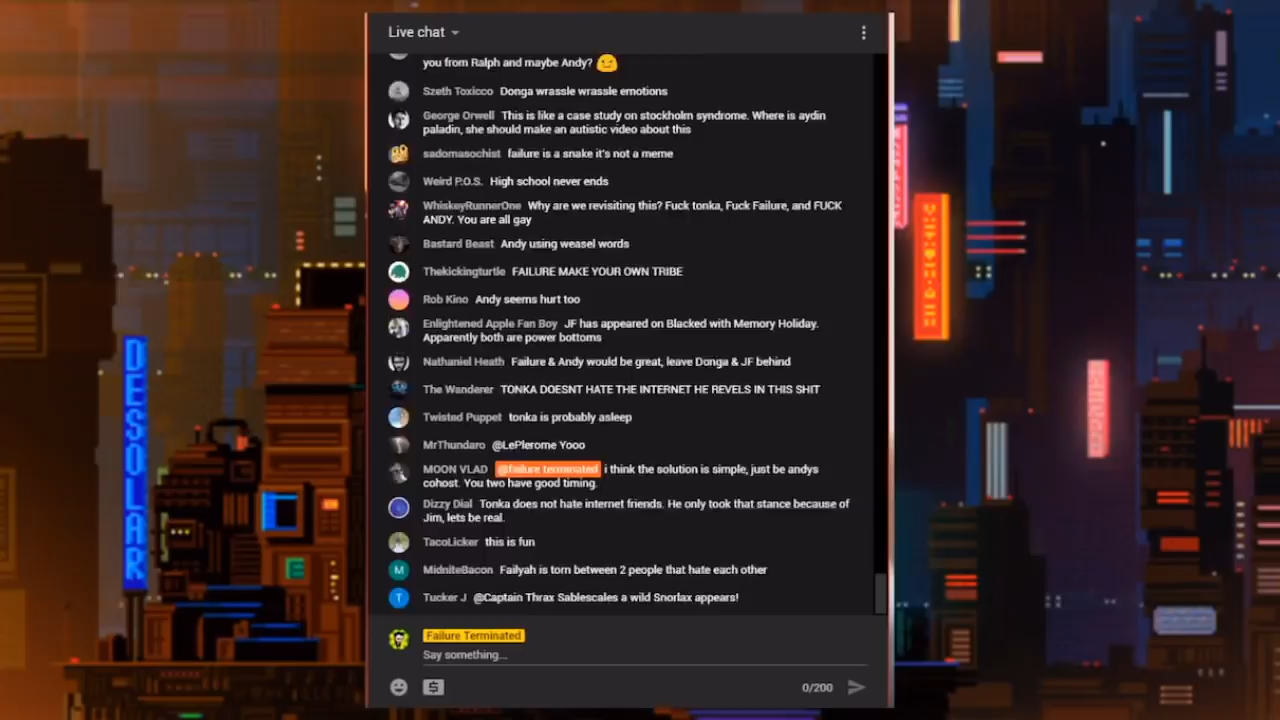 Live chat
you from Ralph and maybe Andy?
Szeth Toxicco Donga wrassle wrassle emotions
George Orwell This is like a case study on stockholm syndrome. Where is aydin
paladin, she should make an autistic video about this
sadomasochist failure is a snake it's not a meme
Weird P.O.S. High school never ends
WhiskeyRunnerOne Why are we revisiting this? Fuck tonka, Fuck Failure, and FUCK
ANDY. You are all gay
Bastard Beast Andy using weasel words
Thekickingturtle FAILURE MAKE YOUR OWN TRIBE
Rob Kino Andy seems hurt too
Enlightened Apple Fan Boy JF has appeared on Blacked with Memory Holiday.
Apparently both are power bottoms
Nathaniel Heath Failure & Andy would be great, leave Donga & JF behind
The Wanderer TONKA DOESNT HATE THE INTERNET HE REVELS IN THIS SHIT
Twisted Puppet tonka is probably asleep
MrThundaro @LePlerome Yooo
MOON VLAD @failure terminated i think the solution is simple, just be andys
cohost. You two have good timing.
Dizzy Dial Tonka does not hate internet friends. He only took that stance because of
Jim, lets be real.
TacoLicker this is fun
M MidniteBacon Failyah is torn between 2 people that hate each other
T Tucker J @Captain Thrax Sablescales a wild Snorlax appears!
Failure Terminated
Say something...
0/200
DESOLAR